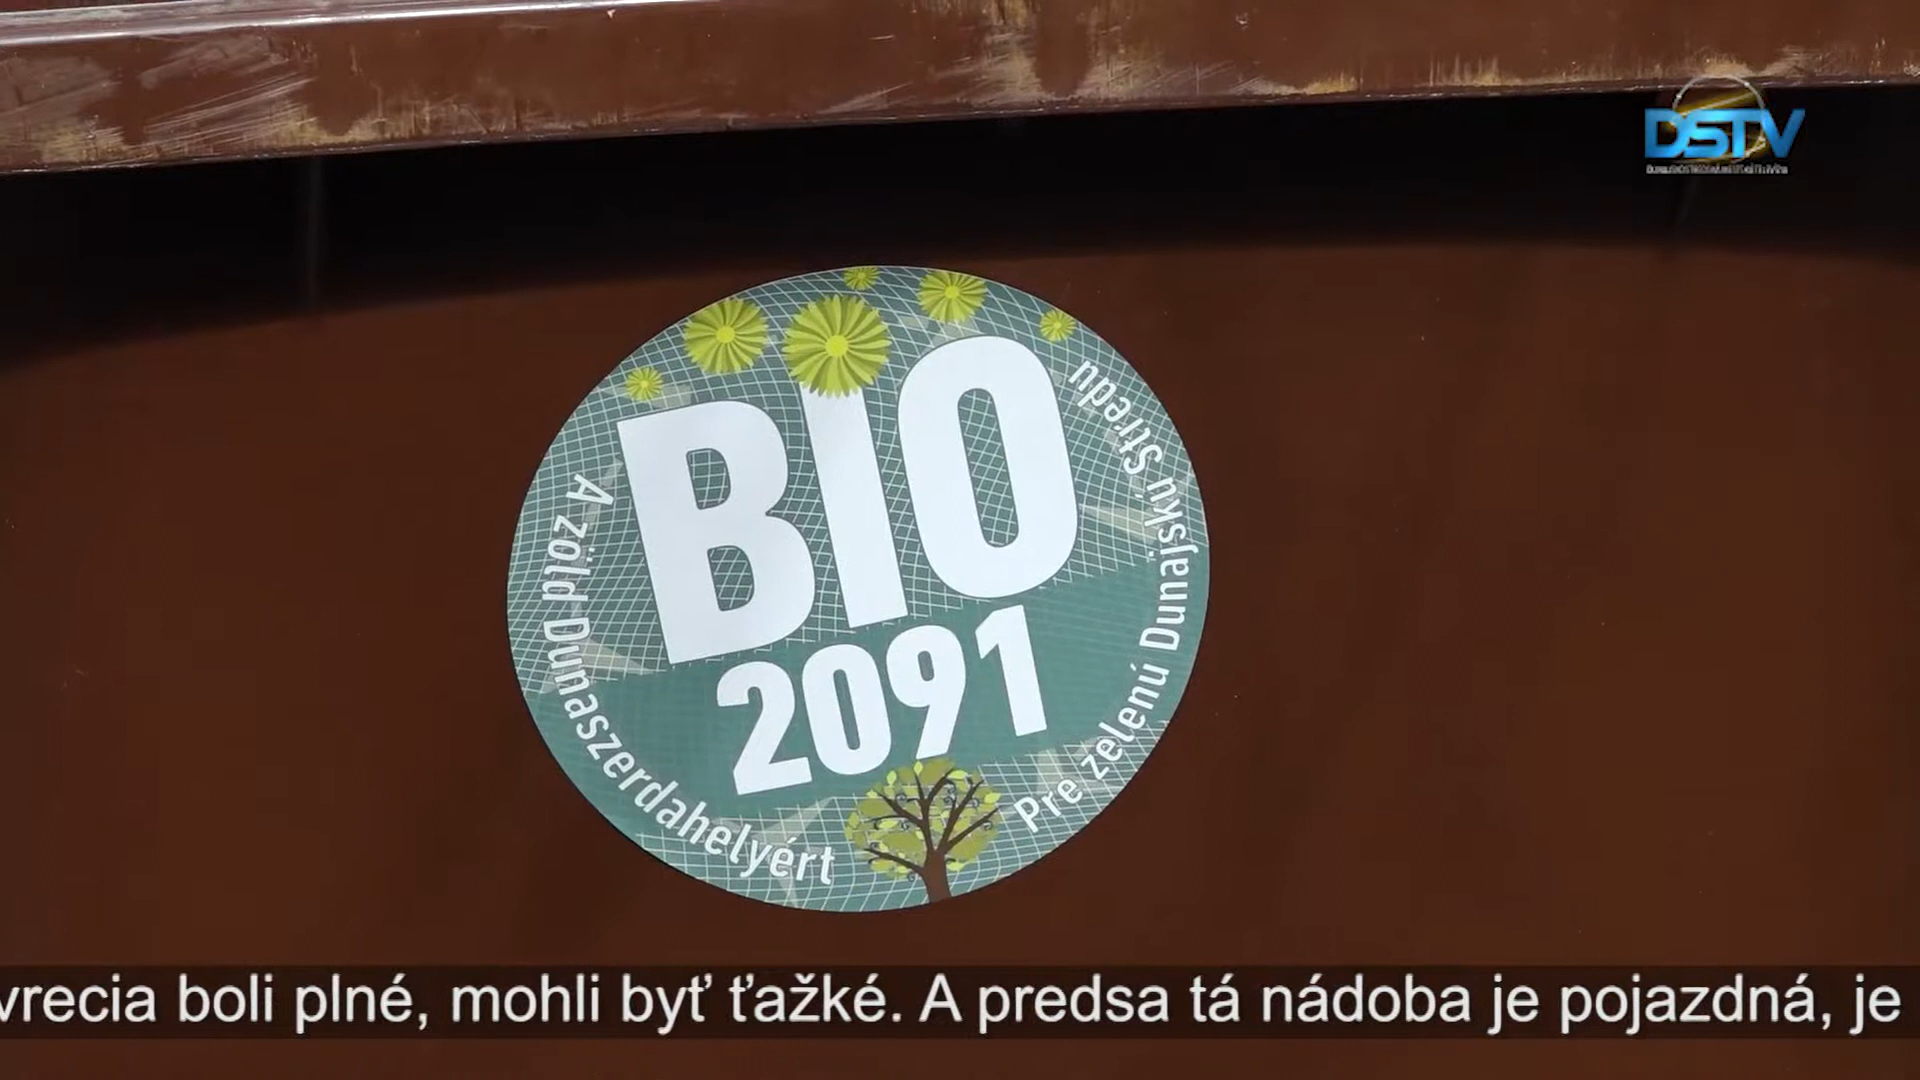 DSTV
BIO
2091
A zöld Dunaszerdahelyért
Pre zelenú Dunajskú Stredu
vrecia boli plné, mohli byť ťažké. A predsa tá nádoba je pojazdná, je